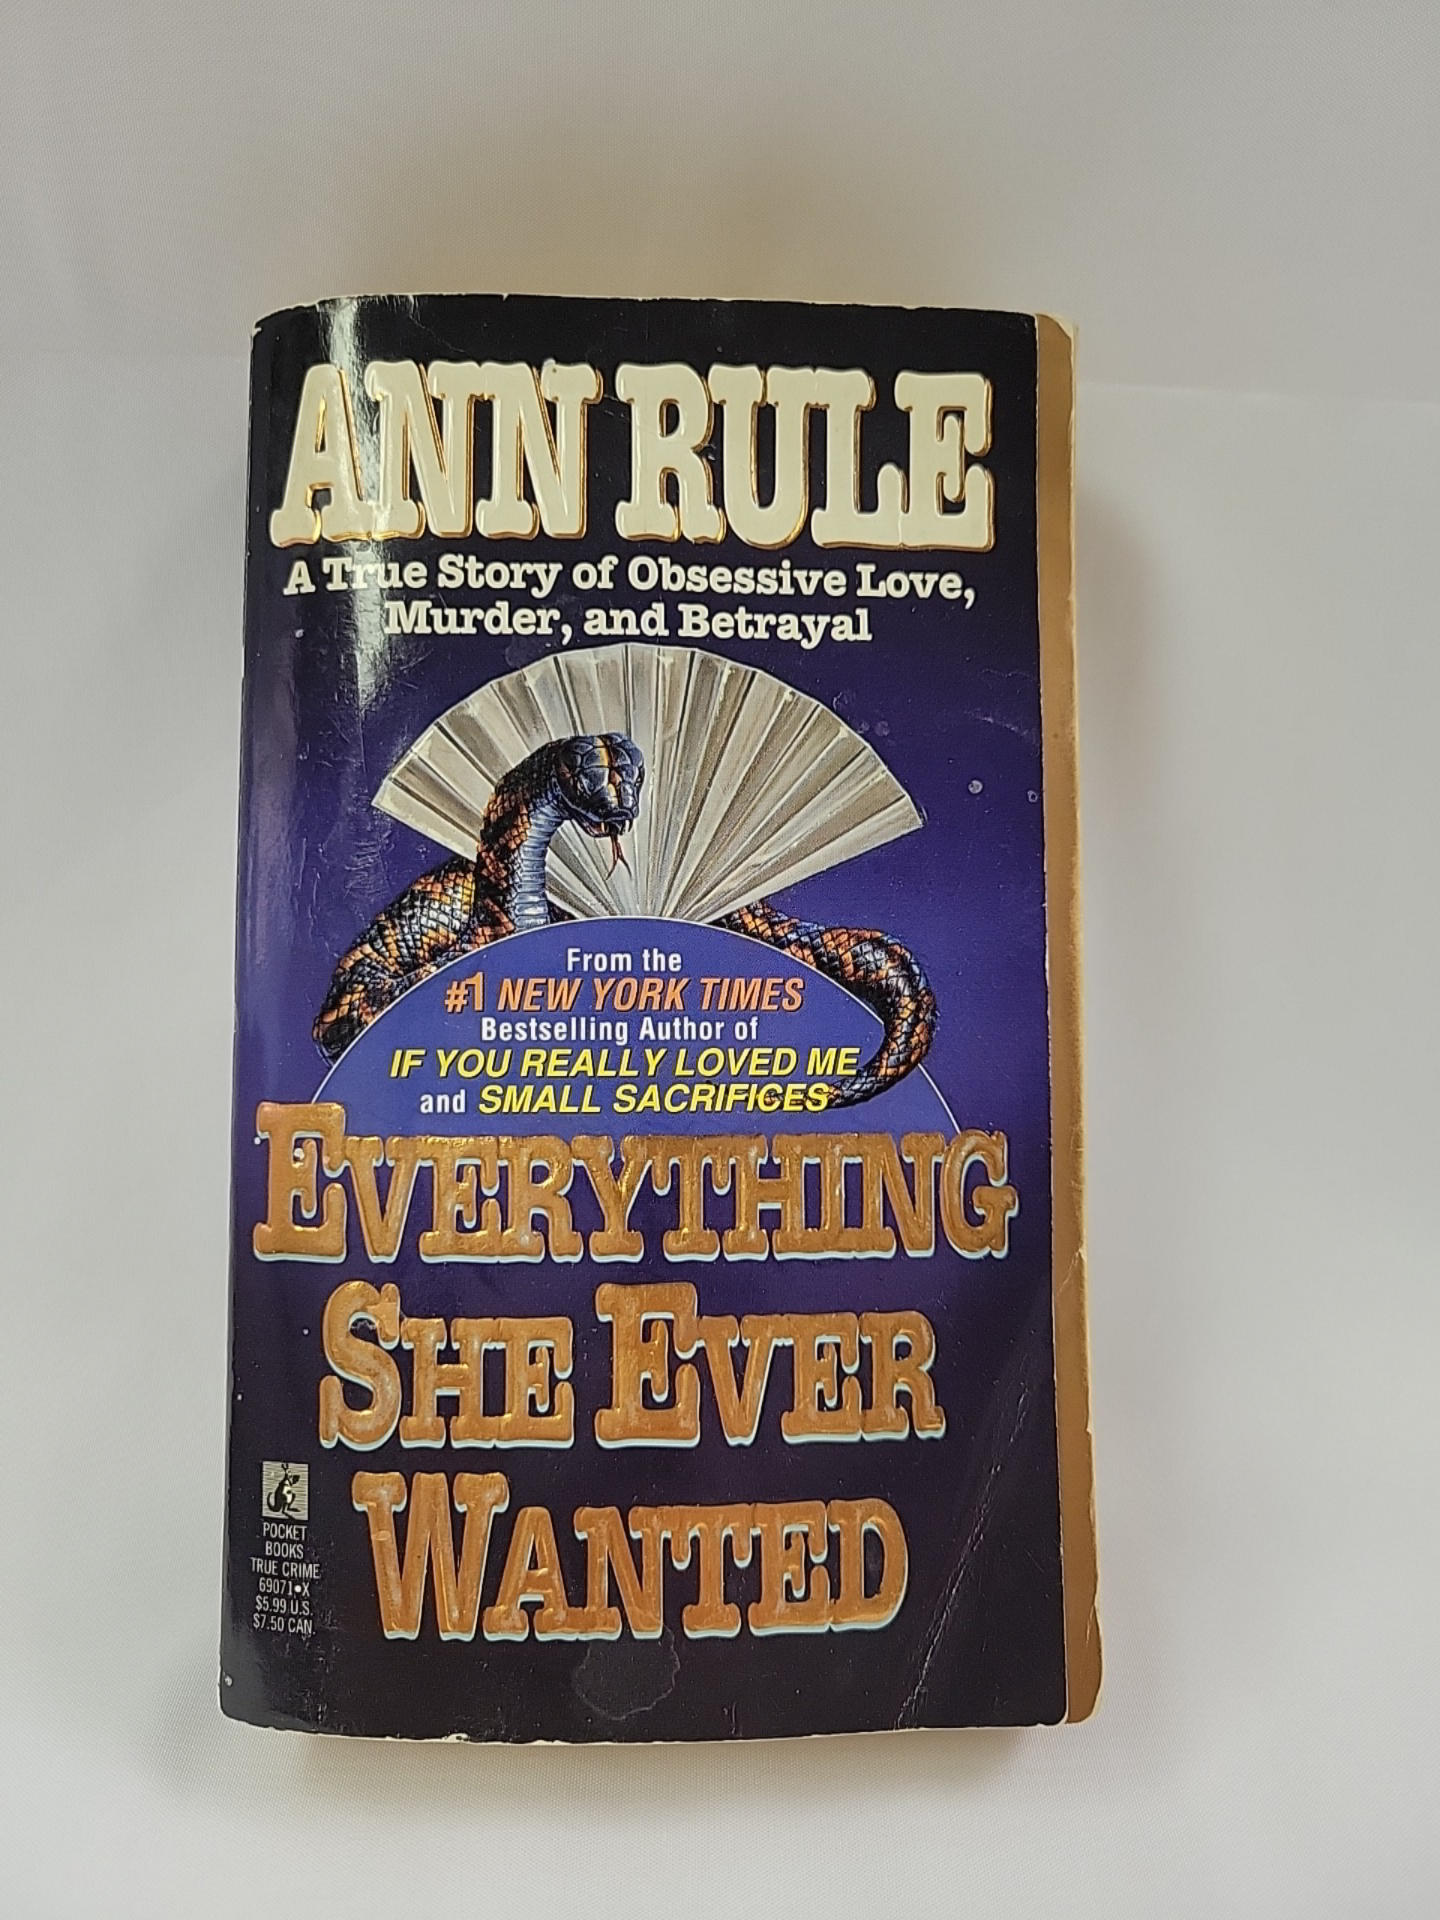 ANN RULE
A True Story of Obsessive Love,
Murder, and Betrayal
From the
#1 NEW YORK TIMES
Bestselling Author of
IF YOU REALLY LOVED ME
and SMALL SACRIFICES
EVERYTHING
SHE EVER
WANTED
POCKET
BOOKS
TRUE CRIME
69071•X
$5.99 U.S.
$7.50 CAN.